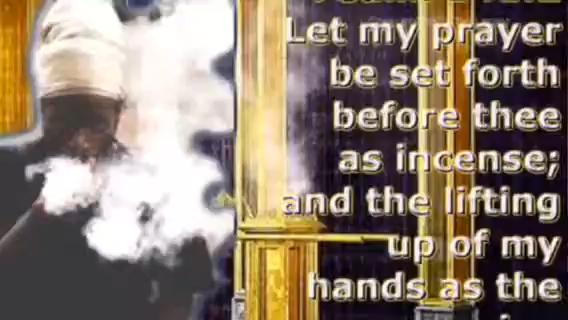 Let my prayer
be set forth
before thee
as incense;
and the lifting
up of my
hands as the